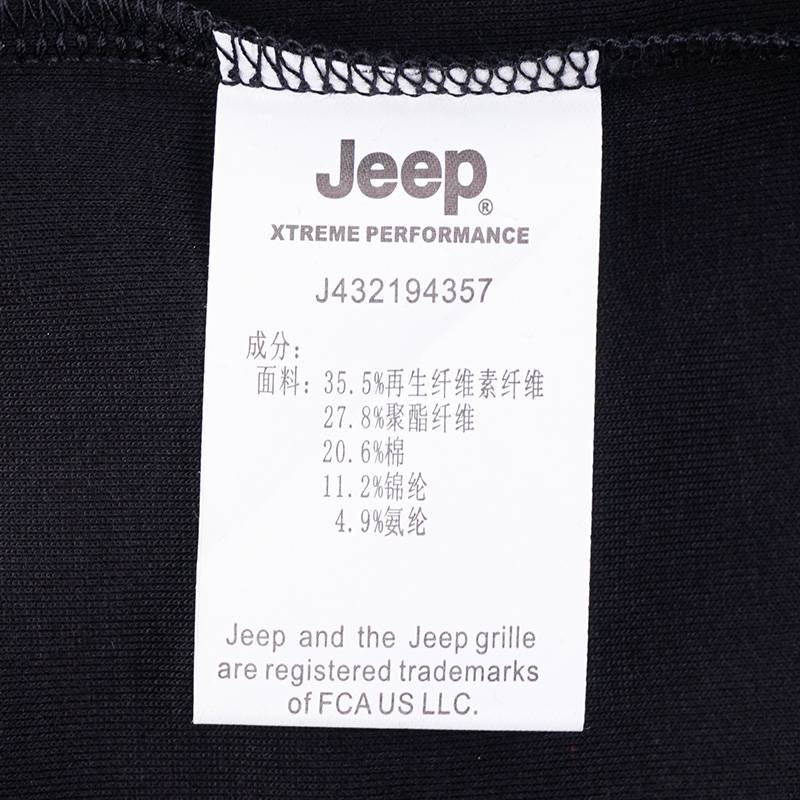 Jeep®
XTREME PERFORMANCE
J432194357
成分：
面料：35.5%再生纤维素纤维
27.8%聚酯纤维
20.6%棉
11.2%锦纶
4.9%氨纶
Jeep and the Jeep grille
are registered trademarks
of FCA US LLC.